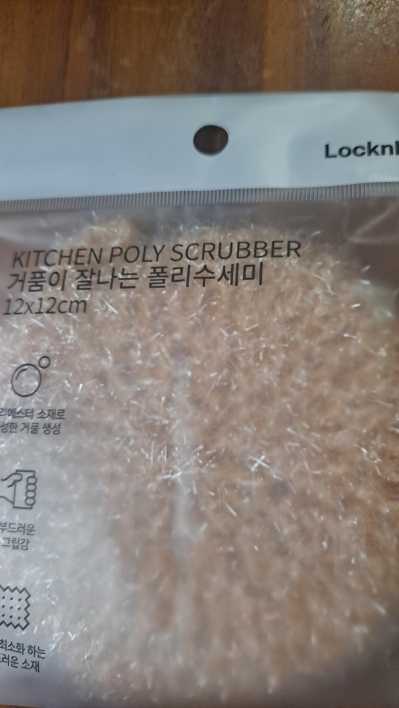 Locknl
KITCHEN POLY SCRUBBER
거품이 잘나는 폴리수세미
12x12cm
리에스터 소재로
성한 거품 생성
부드러운
그립감
최소화 하는
러운 소재